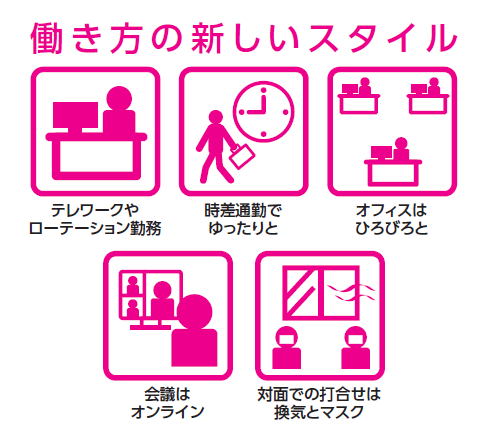 働き方の新しいスタイル
テレワークや
ローテーション勤務
時差通勤で
ゆったりと
オフィスは
ひろびろと
会議は
オンライン
対面での打合せは
換気とマスク